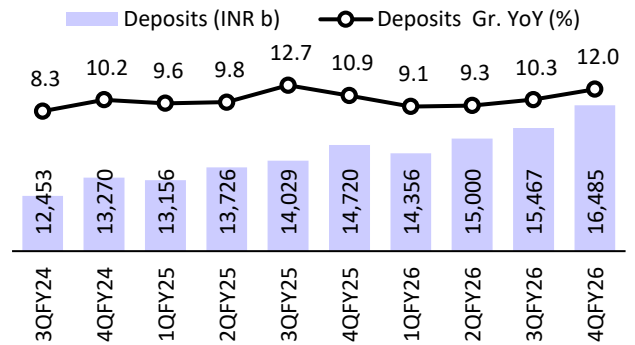 Deposits (INR b) Deposits Gr. YoY (%)
8.3 10.2 9.6 9.8 12.7 10.9 9.1 9.3 10.3 12.0
12,453 13,270 13,156 13,726 14,029 14,720 14,356 15,000 15,467 16,485
3QFY24 4QFY24 1QFY25 2QFY25 3QFY25 4QFY25 1QFY26 2QFY26 3QFY26 4QFY26